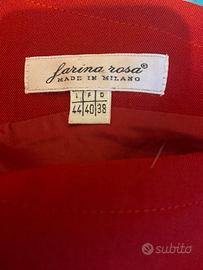 farina rosa®
MADE IN MILANO
I F D
44 40 38
subito